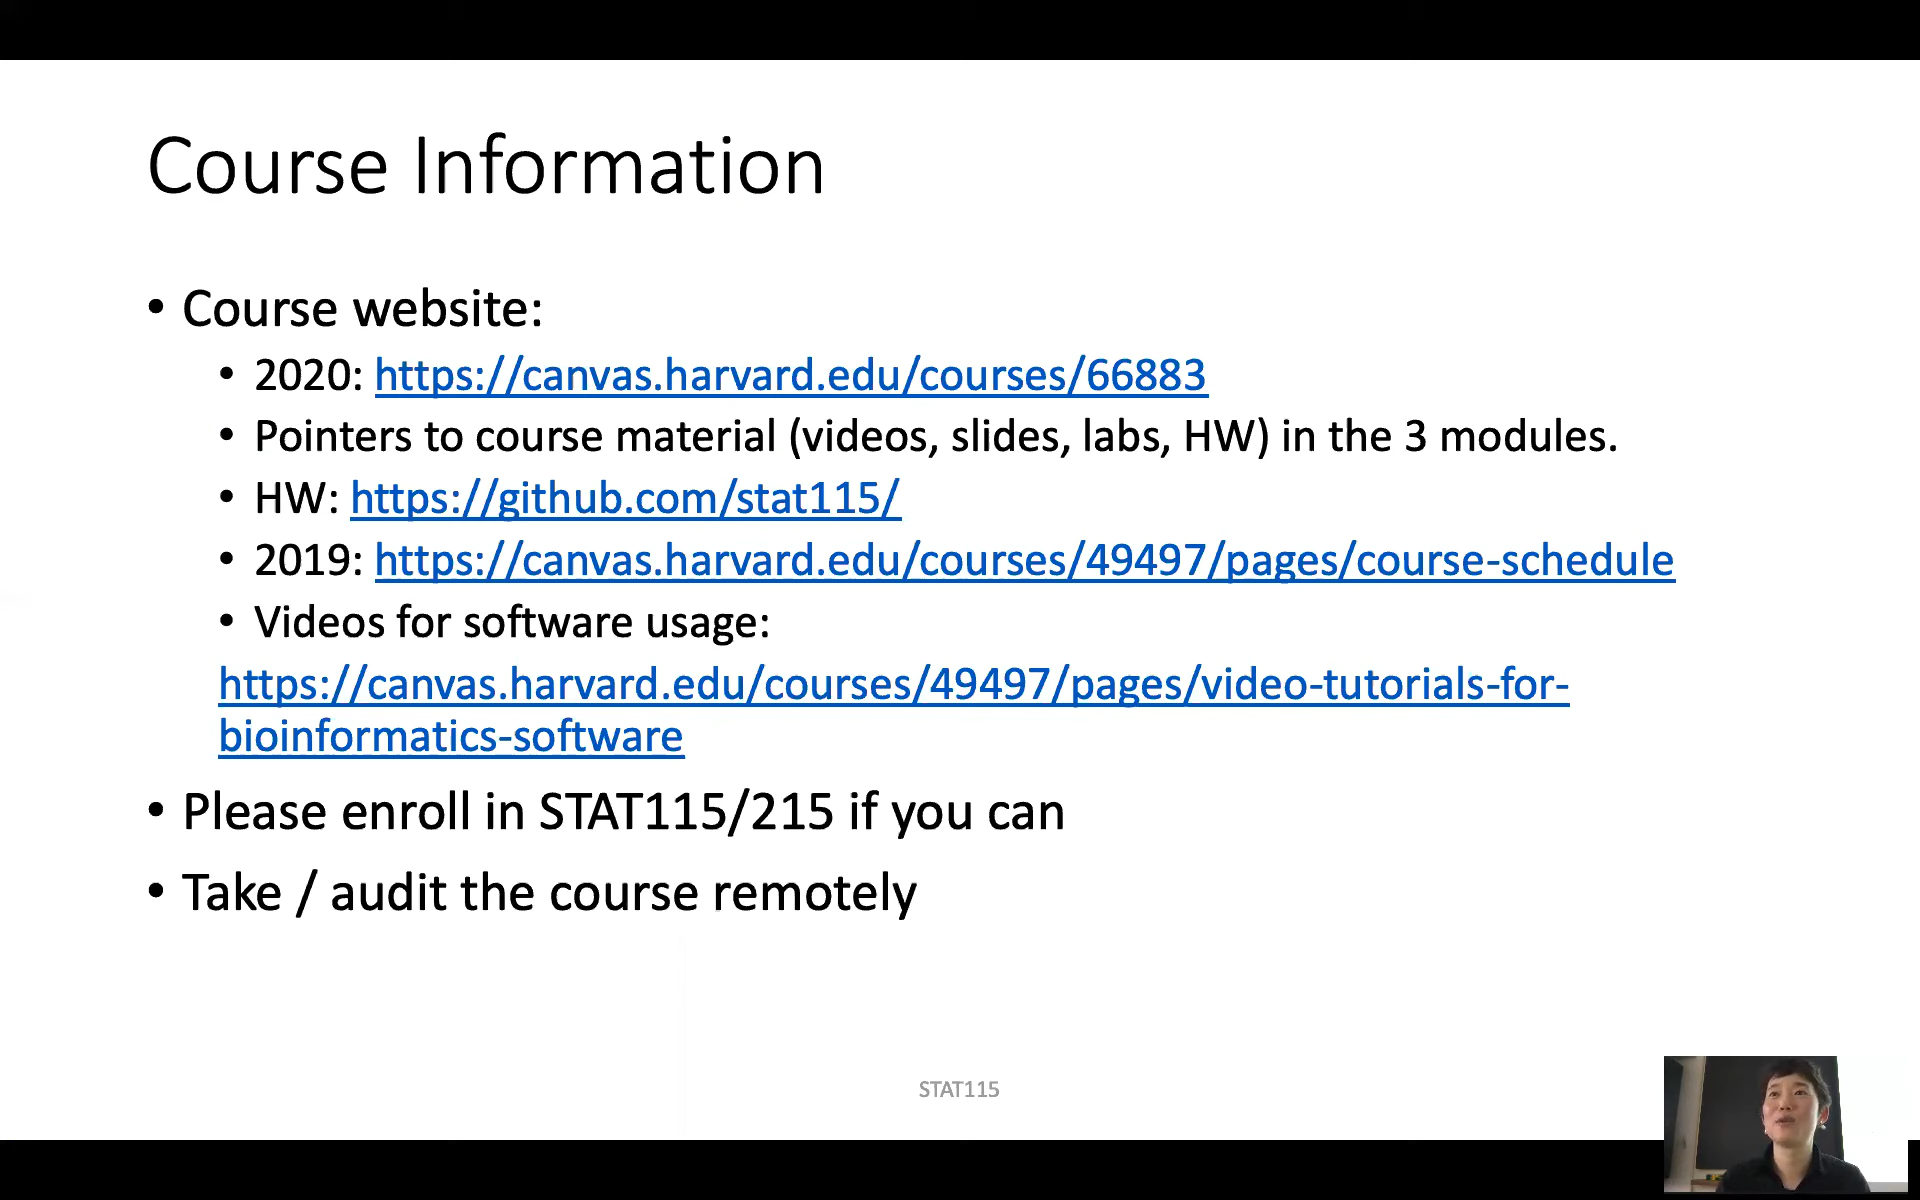 Course Information
• Course website:
• 2020: https://canvas.harvard.edu/courses/66883
• Pointers to course material (videos, slides, labs, HW) in the 3 modules.
• HW: https://github.com/stat115/
• 2019: https://canvas.harvard.edu/courses/49497/pages/course-schedule
• Videos for software usage:
https://canvas.harvard.edu/courses/49497/pages/video-tutorials-for-
bioinformatics-software
• Please enroll in STAT115/215 if you can
• Take / audit the course remotely
STAT115